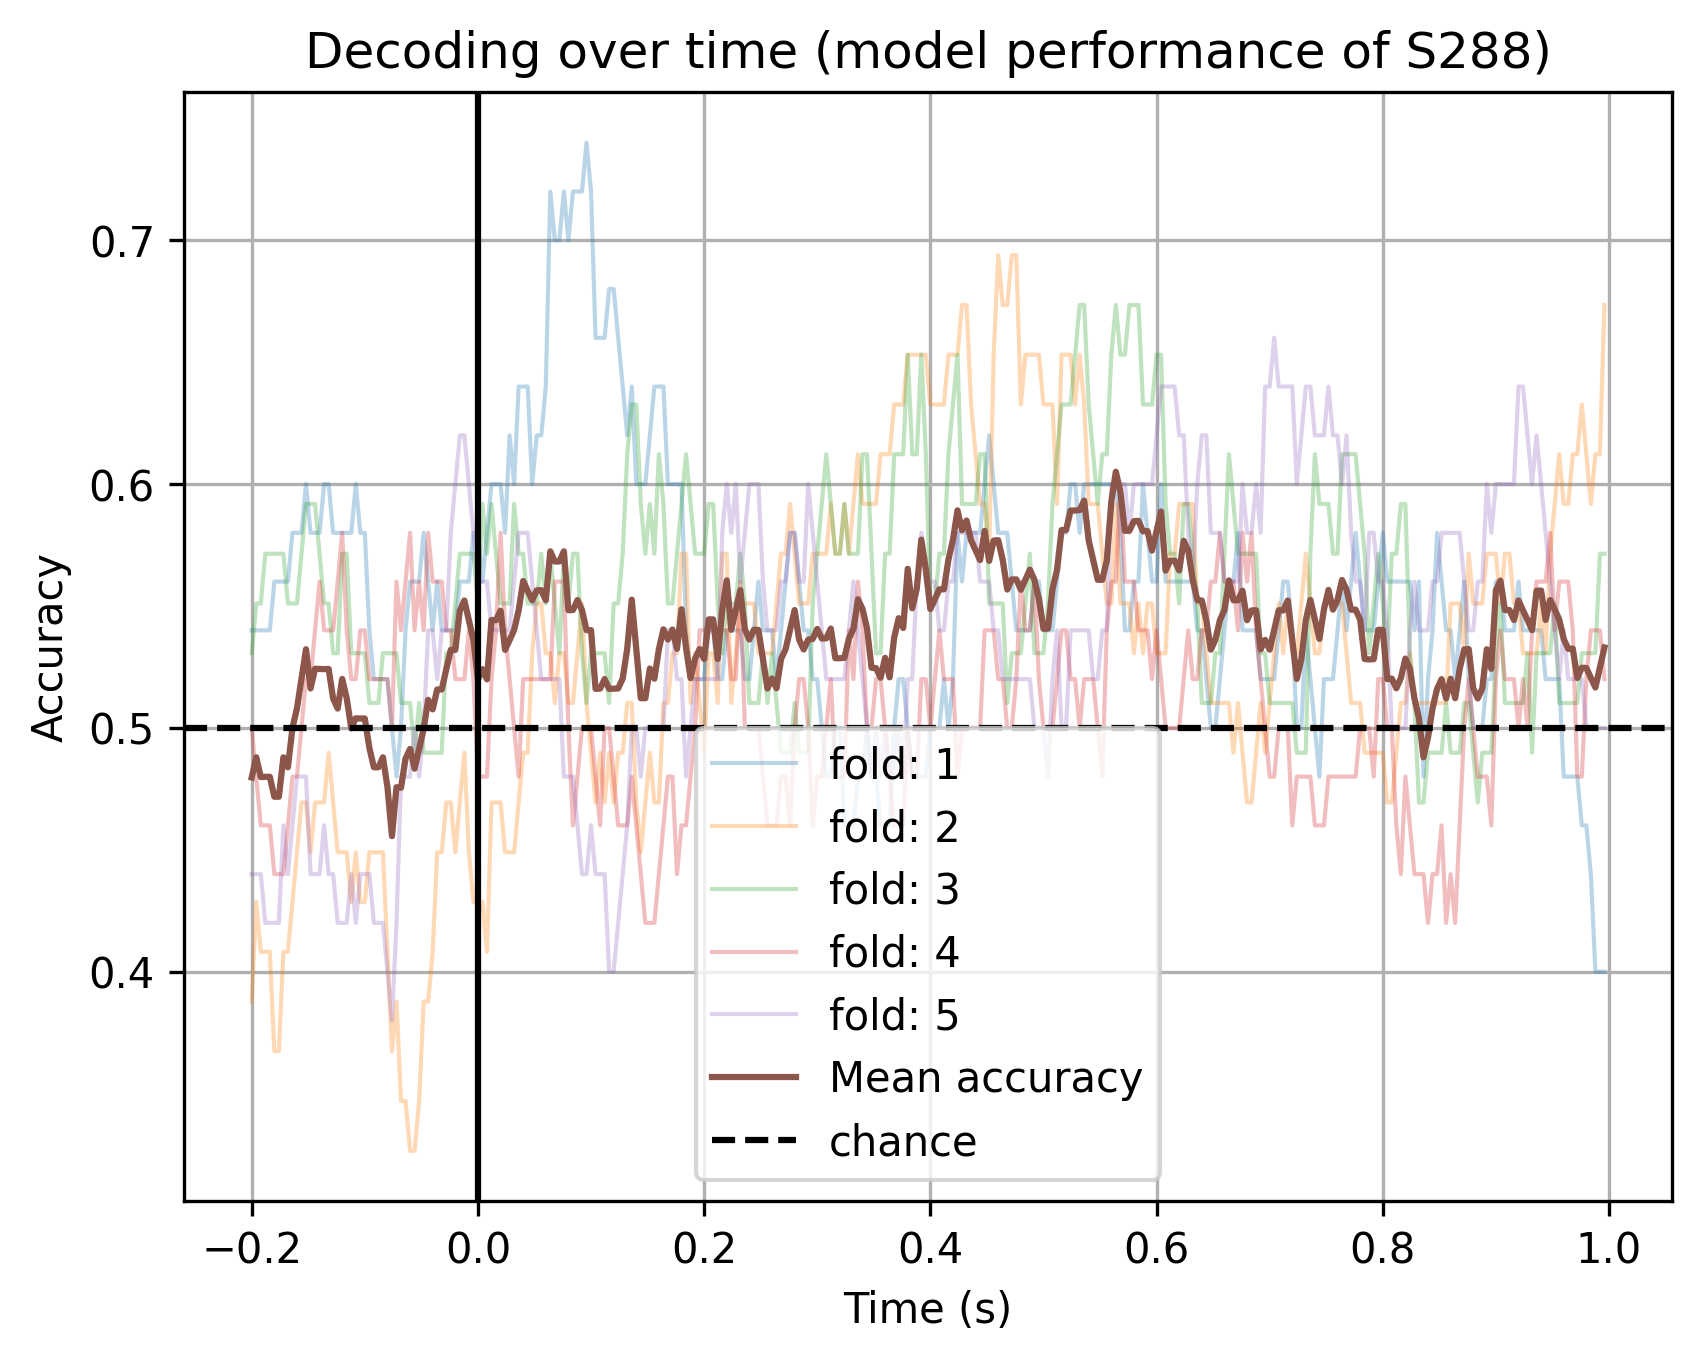 Decoding over time (model performance of S288)
Accuracy
0.7
0.6
0.5
0.4
fold: 1
fold: 2
fold: 3
fold: 4
fold: 5
Mean accuracy
chance
−0.2 0.0 0.2 0.4 0.6 0.8 1.0
Time (s)